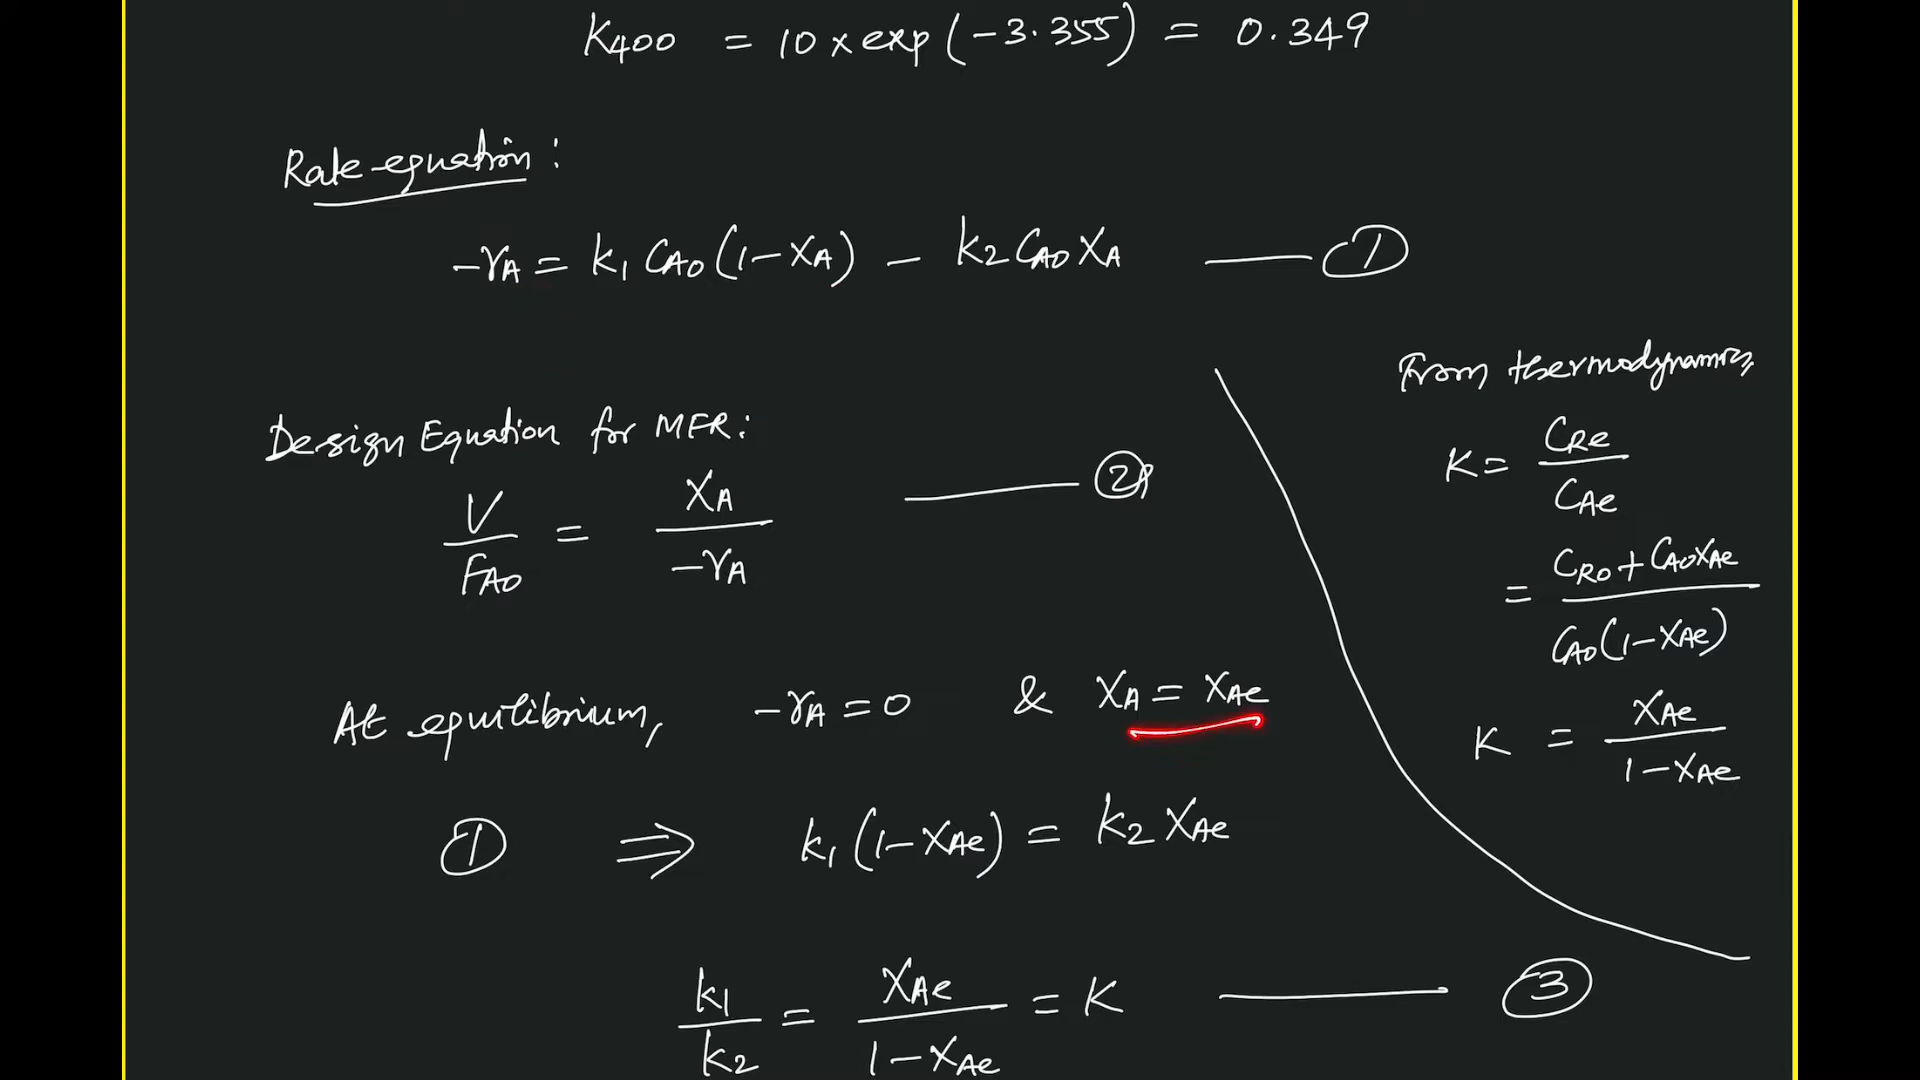 K₄₀₀ = 10 x exp(-3.355) = 0.349
Rate equation:
-rA = k₁ CA0 (1-XA) - k₂ CA0 XA —— ①
Design Equation for MFR:
V/FA0 = XA/-rA —— ②
At equilibrium, -rA = 0 & XA = XAe
① ⇒ k₁(1-XAe) = k₂ XAe
k₁/k₂ = XAe/1-XAe = K —— ③
From thermodynamics,
K = CRe/CAe
= CR0 + CA0XAe/CA0(1-XAe)
K = XAe/1-XAe